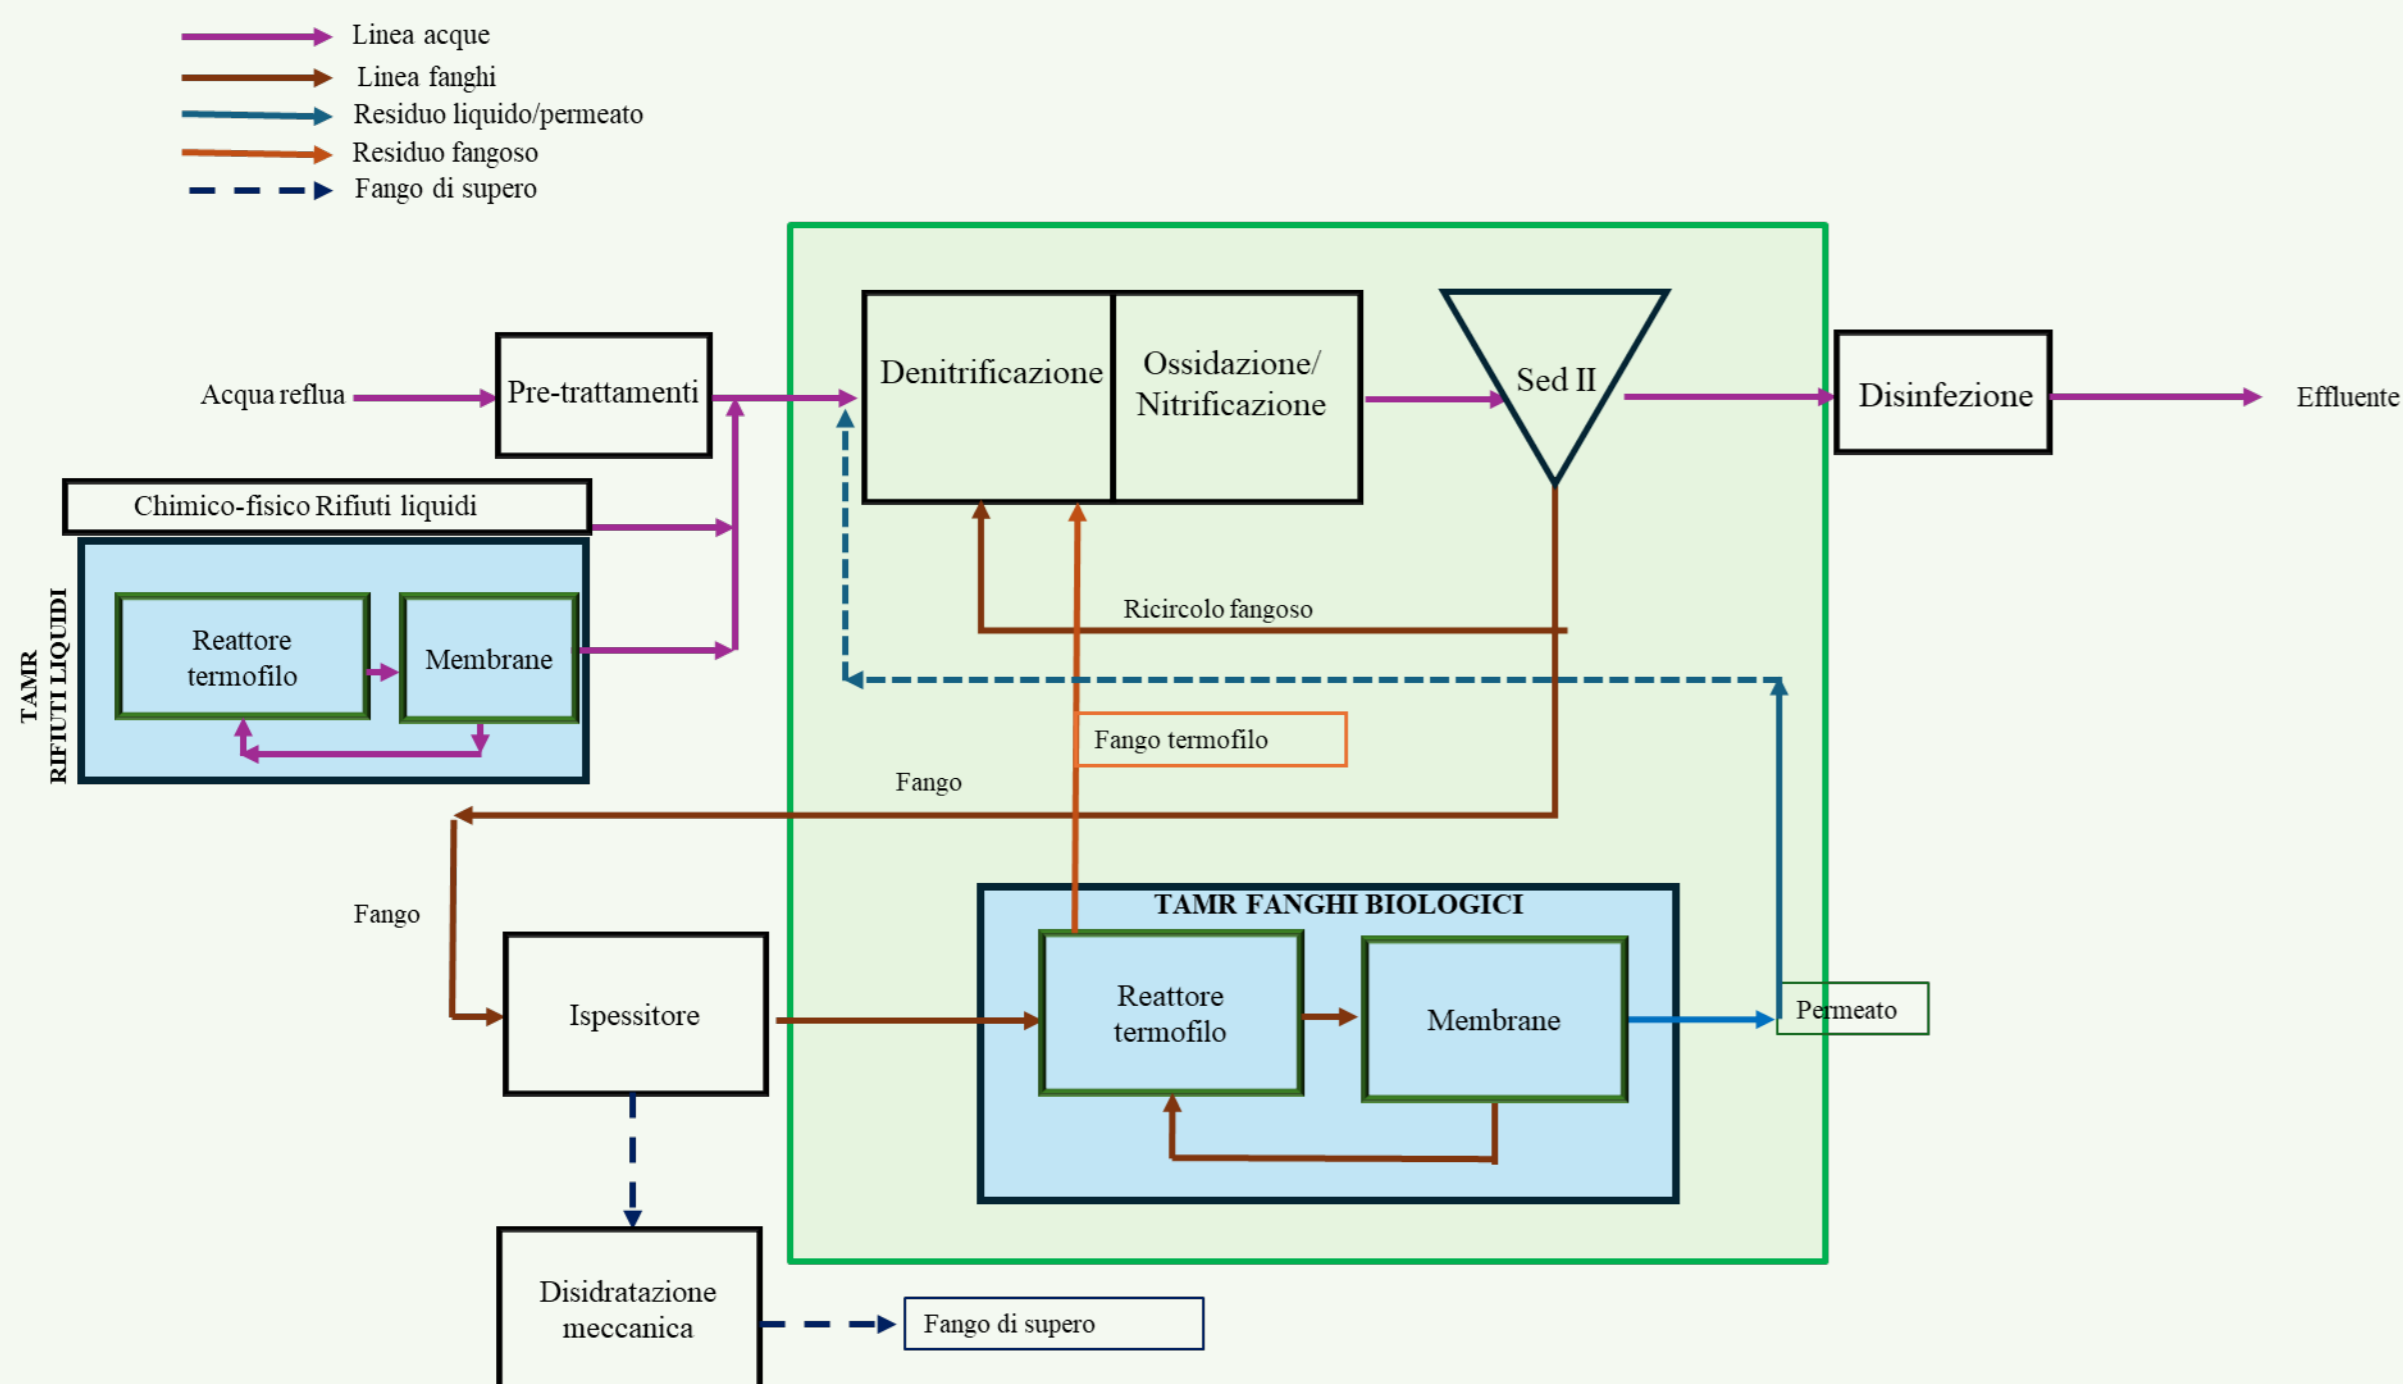 Linea acque
Linea fanghi
Residuo liquido/permeato
Residuo fangoso
Fango di supero
Acqua reflua
Pre-trattamenti
Denitrificazione
Ossidazione/
Nitrificazione
Sed II
Disinfezione
Effluente
Chimico-fisico Rifiuti liquidi
TAMR
RIFIUTI LIQUIDI
Reattore
termofilo
Membrane
Ricircolo fangoso
Fango termofilo
Fango
Fango
TAMR FANGHI BIOLOGICI
Ispessitore
Reattore
termofilo
Membrane
Permeato
Disidratazione
meccanica
Fango di supero